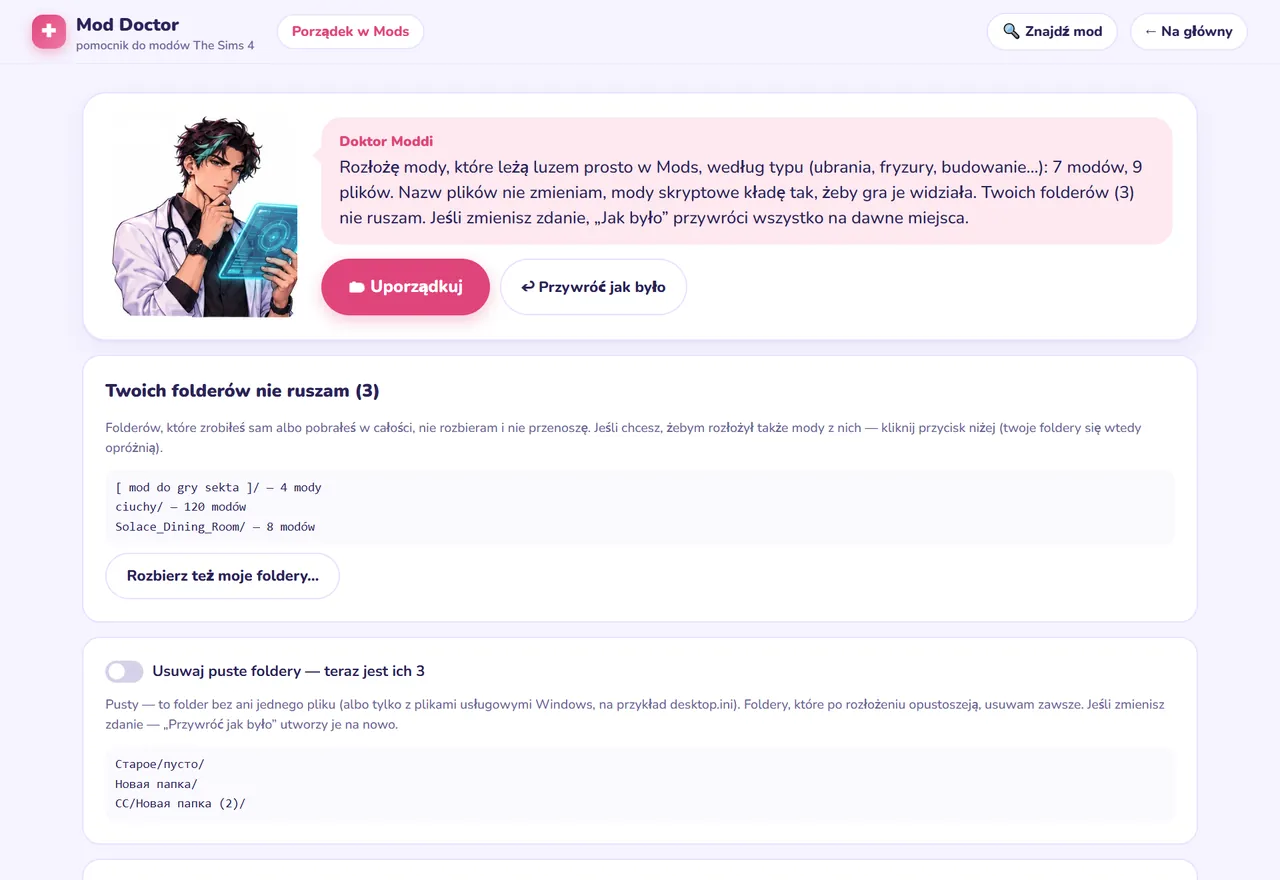 Mod Doctor
pomocnik do modów The Sims 4
Porządek w Mods
🔍 Znajdź mod
← Na główny
Doktor Moddi
Rozłożę mody, które leżą luzem prosto w Mods, według typu (ubrania, fryzury, budowanie…): 7 modów, 9
plików. Nazw plików nie zmieniam, mody skryptowe kładę tak, żeby gra je widziała. Twoich folderów (3)
nie ruszam. Jeśli zmienisz zdanie, „Jak było” przywróci wszystko na dawne miejsca.
Uporządkuj
↩ Przywróć jak było
Twoich folderów nie ruszam (3)
Folderów, które zrobiłeś sam albo pobrałeś w całości, nie rozbieram i nie przenoszę. Jeśli chcesz, żebym rozłożył także mody z nich — kliknij przycisk niżej (twoje foldery się wtedy
opróżnią).
[ mod do gry sekta ]/ — 4 mody
ciuchy/ — 120 modów
Solace_Dining_Room/ — 8 modów
Rozbierz też moje foldery…
Usuwaj puste foldery — teraz jest ich 3
Pusty — to folder bez ani jednego pliku (albo tylko z plikami usługowymi Windows, na przykład desktop.ini). Foldery, które po rozłożeniu opustoszeją, usuwam zawsze. Jeśli zmienisz
zdanie — „Przywróć jak było” utworzy je na nowo.
Старое/пусто/
Новая папка/
CC/Новая папка (2)/